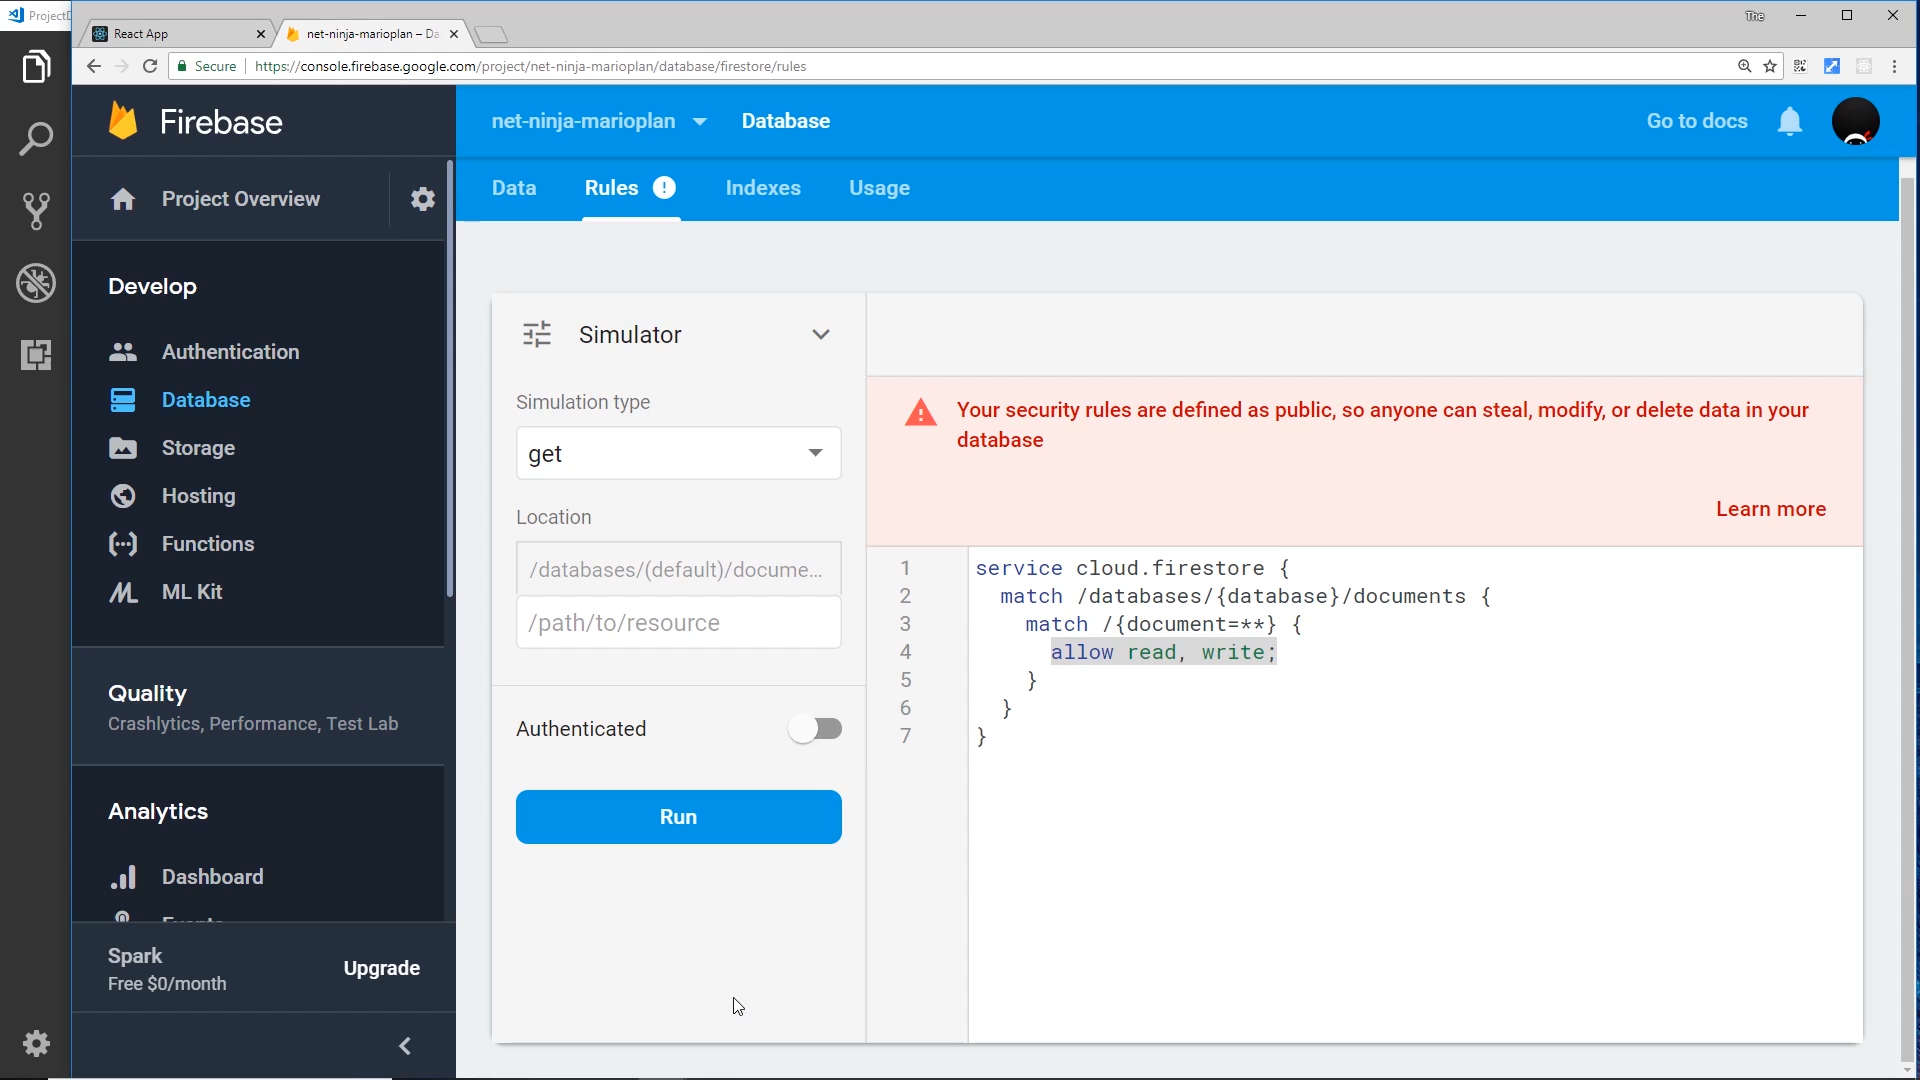 ProjectD
React App
net-ninja-marioplan – Da
The
Secure
https://console.firebase.google.com/project/net-ninja-marioplan/database/firestore/rules
Firebase
net-ninja-marioplan
Database
Go to docs
Project Overview
Data
Rules
!
Indexes
Usage
Develop
Authentication
Database
Storage
Hosting
Functions
ML Kit
Quality
Crashlytics, Performance, Test Lab
Analytics
Dashboard
Spark
Free $0/month
Upgrade
Simulator
Simulation type
get
Location
/databases/(default)/docume...
/path/to/resource
Authenticated
Run
Your security rules are defined as public, so anyone can steal, modify, or delete data in your
database
Learn more
1 service cloud.firestore {
2 match /databases/{database}/documents {
3 match /{document=**} {
4 allow read, write;
5 }
6 }
7 }